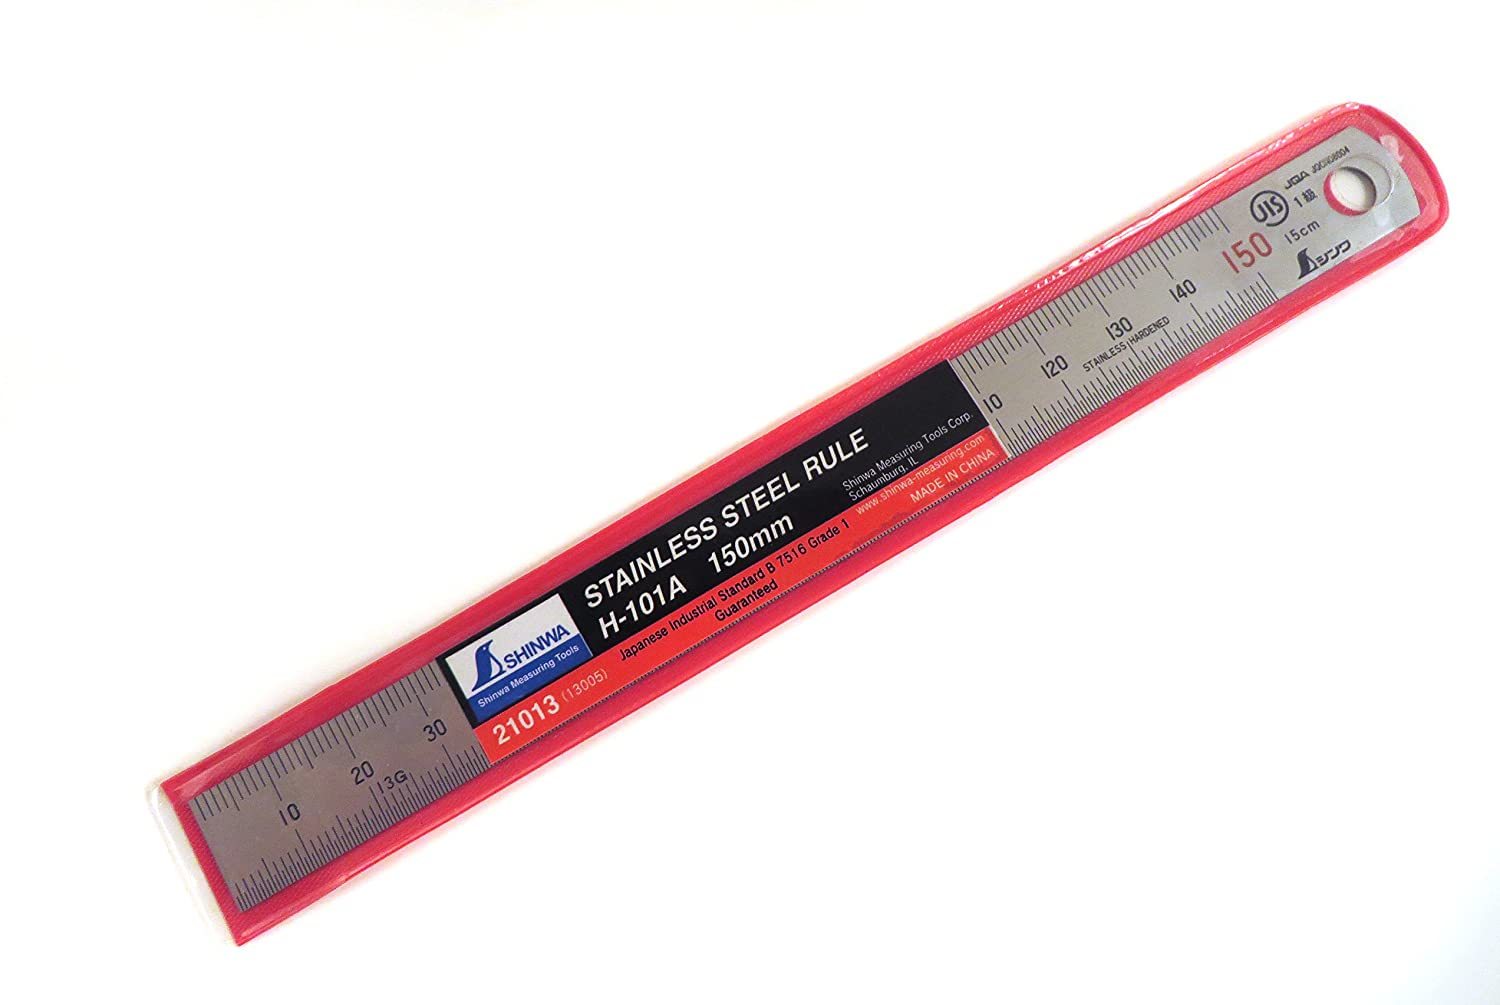 10
20
30
13G
SHINWA
Shinwa Measuring Tools
STAINLESS STEEL RULE
H-101A 150mm
21013 (13005)
Japanese Industrial Standard B 7516 Grade 1
Guaranteed
Shinwa Measuring Tools Corp.
Schaumburg, IL
www.shinwa-measuring.com
MADE IN CHINA
10
120
130
140
150
STAINLESS HARDENED
JIS
JQA
1級
15cm
シンワ